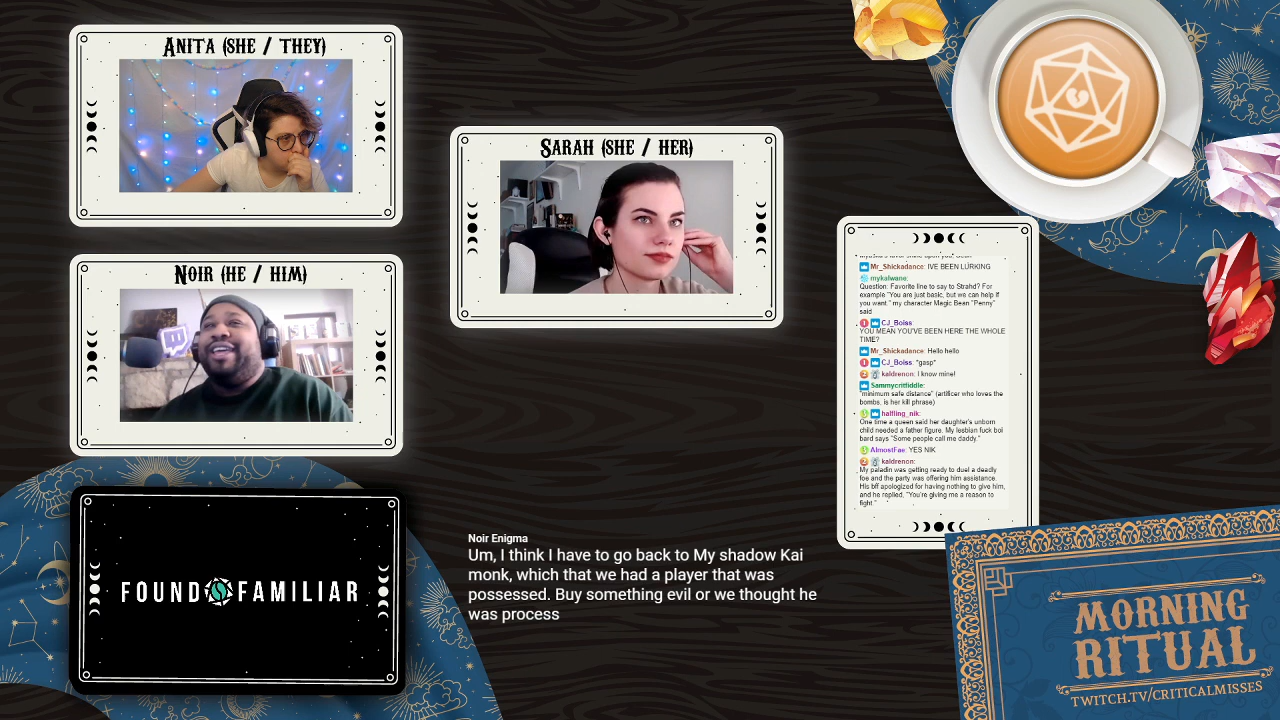 ANITA (SHE / THEY)
SARAH (SHE / HER)
NOIR (HE / HIM)
Mr_Shickadance: IVE BEEN LURKING
mykalwane:
Question: Favorite line to say to Strahd? For
example "You are just basic, but we can help if
you want." my character Magic Bean "Penny"
said
CJ_Boiss:
YOU MEAN YOU'VE BEEN HERE THE WHOLE
TIME?
Mr_Shickadance: Hello hello
CJ_Boiss: *gasp*
kaldrenon: I know mine!
Sammycritfiddle:
"minimum safe distance" (artificer who loves the
bombs. is her kill phrase)
halfling_nik:
One time a queen said her daughter's unborn
child needed a father figure. My lesbian fuck boi
bard says "Some people call me daddy."
AlmostFae: YES NIK
kaldrenon:
My paladin was getting ready to duel a deadly
foe and the party was offering him assistance.
His bff apologized for having nothing to give him,
and he replied, "You're giving me a reason to
fight."
FOUND FAMILIAR
Noir Enigma
Um, I think I have to go back to My shadow Kai
monk, which that we had a player that was
possessed. Buy something evil or we thought he
was process
MORNING
RITUAL
TWITCH.TV/CRITICALMISSES